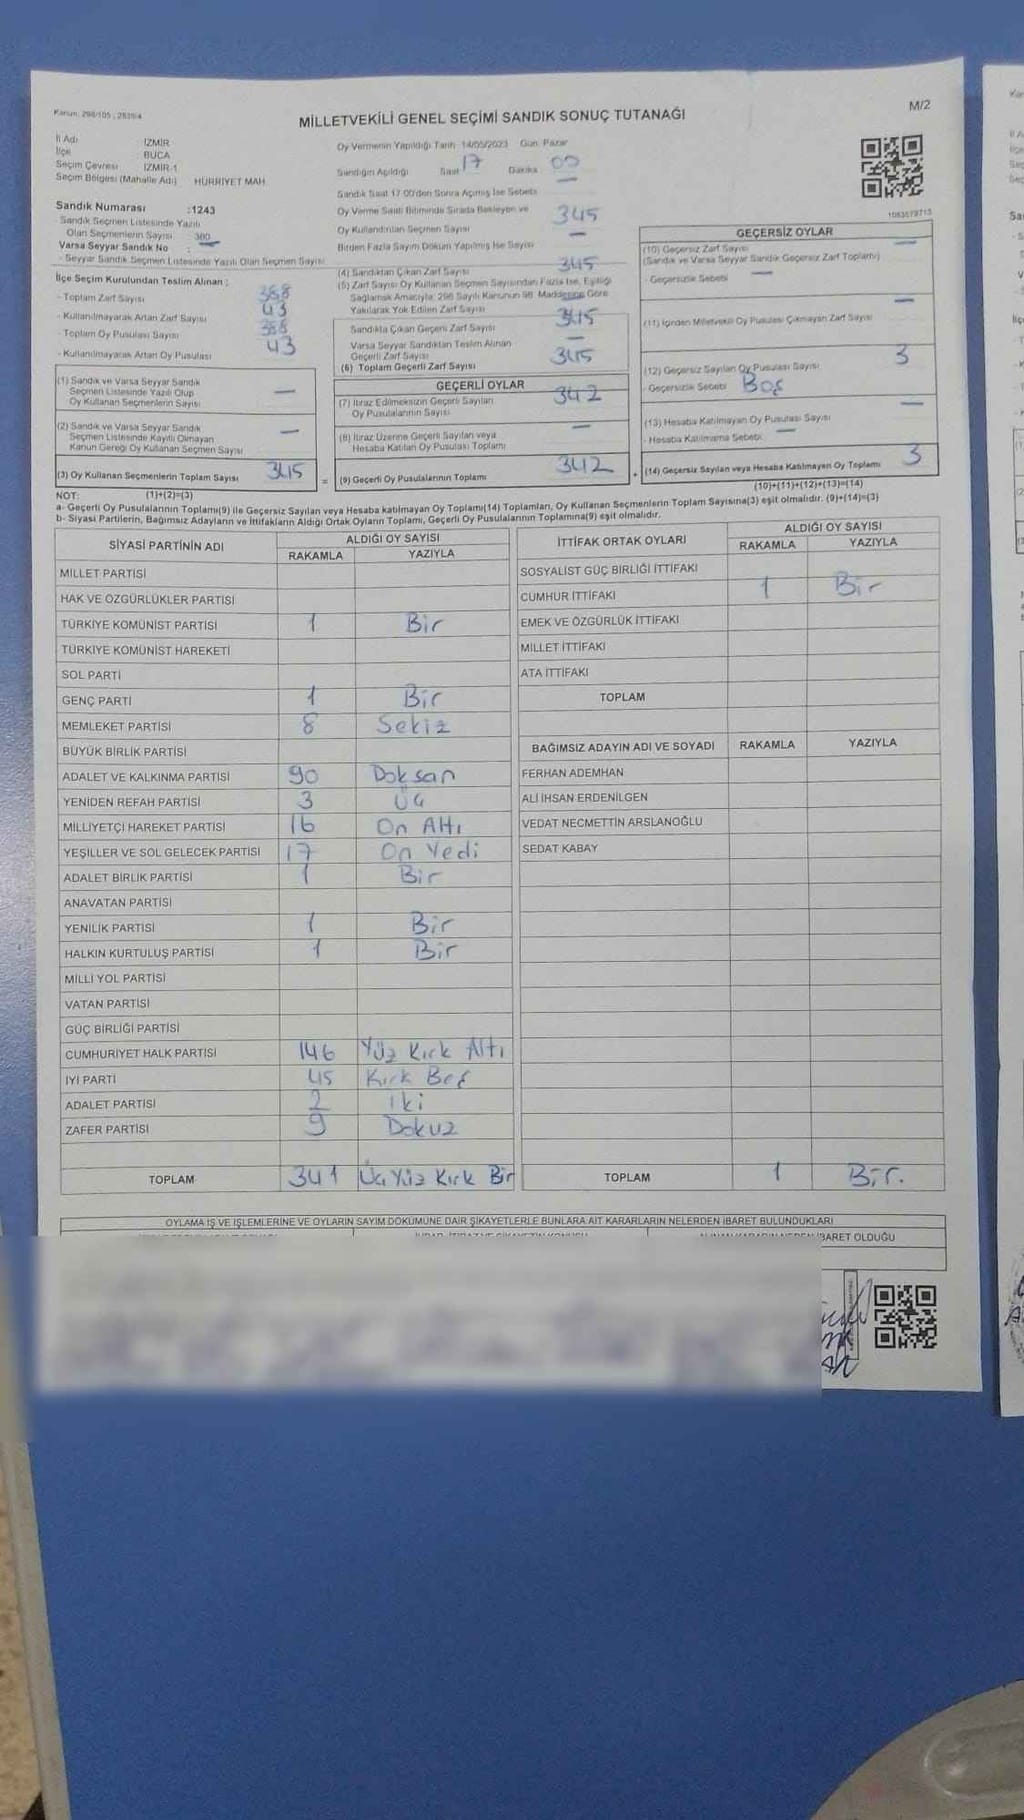 Kanun: 298/105 , 2839/4
M/2
MİLLETVEKİLİ GENEL SEÇİMİ SANDIK SONUÇ TUTANAĞI
İl Adı İZMİR
İlçe BUCA
Seçim Çevresi İZMİR-1
Seçim Bölgesi (Mahalle Adı) HÜRRİYET MAH.
Sandık Numarası :1243
Sandık Seçmen Listesinde Yazılı
Olan Seçmenlerin Sayısı : 380
Varsa Seyyar Sandık No : —
- Seyyar Sandık Seçmen Listesinde Yazılı Olan Seçmen Sayısı:
İlçe Seçim Kurulundan Teslim Alınan :
- Toplam Zarf Sayısı 388
- Kullanılmayarak Artan Zarf Sayısı 43
- Toplam Oy Pusulası Sayısı 388
- Kullanılmayarak Artan Oy Pusulası 43
(1) Sandık ve Varsa Seyyar Sandık
Seçmen Listesinde Yazılı Olup
Oy Kullanan Seçmenlerin Sayısı —
(2) Sandık ve Varsa Seyyar Sandık
Seçmen Listesinde Kayıtlı Olmayan
Kanun Gereği Oy Kullanan Seçmen Sayısı —
(3) Oy Kullanan Seçmenlerin Toplam Sayısı 345
Oy Vermenin Yapıldığı Tarih 14/05/2023 Gün Pazar
Sandığın Açıldığı Saat 17 Dakika 00
Sandık Saat 17.00'den Sonra Açılmış İse Sebebi —
Oy Verme Saati Bitiminde Sırada Bekleyen ve
Oy Kullandırılan Seçmen Sayısı 345
Birden Fazla Sayım Döküm Yapılmış İse Sayısı —
(4) Sandıktan Çıkan Zarf Sayısı 345
(5) Zarf Sayısı Oy Kullanan Seçmen Sayısından Fazla İse, Eşitliği
Sağlamak Amacıyla; 298 Sayılı Kanunun 98. Maddesine Göre
Yakılarak Yok Edilen Zarf Sayısı —
Sandıkta Çıkan Geçerli Zarf Sayısı 345
Varsa Seyyar Sandıktan Teslim Alınan
Geçerli Zarf Sayısı —
(6) Toplam Geçerli Zarf Sayısı 345
GEÇERLİ OYLAR
(7) İtiraz Edilmeksizin Geçerli Sayılan
Oy Pusulalarının Sayısı 342
(8) İtiraz Üzerine Geçerli Sayılan veya
Hesaba Katılan Oy Pusulası Toplamı —
= (9) Geçerli Oy Pusulalarının Toplamı 342
1083579713
GEÇERSİZ OYLAR
(10) Geçersiz Zarf Sayısı —
(Sandık ve Varsa Seyyar Sandık Geçersiz Zarf Toplamı)
- Geçersizlik Sebebi —
(11) İçinden Milletvekili Oy Pusulası Çıkmayan Zarf Sayısı —
(12) Geçersiz Sayılan Oy Pusulası Sayısı 3
- Geçersizlik Sebebi Boş
(13) Hesaba Katılmayan Oy Pusulası Sayısı —
- Hesaba Katılmama Sebebi —
+ (14) Geçersiz Sayılan veya Hesaba Katılmayan Oy Toplamı 3
(10)+(11)+(12)+(13)=(14)
NOT: (1)+(2)=(3)
a- Geçerli Oy Pusulalarının Toplamı(9) ile Geçersiz Sayılan veya Hesaba Katılmayan Oy Toplamı(14) Toplamları, Oy Kullanan Seçmenlerin Toplam Sayısına(3) eşit olmalıdır. (9)+(14)=(3)
b- Siyasi Partilerin, Bağımsız Adayların ve İttifakların Aldığı Ortak Oyların Toplamı, Geçerli Oy Pusulalarının Toplamına(9) eşit olmalıdır.
SİYASİ PARTİNİN ADI ALDIĞI OY SAYISI
RAKAMLA YAZIYLA
MİLLET PARTİSİ
HAK VE ÖZGÜRLÜKLER PARTİSİ
TÜRKİYE KOMÜNİST PARTİSİ 1 Bir
TÜRKİYE KOMÜNİST HAREKETİ
SOL PARTİ
GENÇ PARTİ 1 Bir
MEMLEKET PARTİSİ 8 Sekiz
BÜYÜK BİRLİK PARTİSİ
ADALET VE KALKINMA PARTİSİ 90 Doksan
YENİDEN REFAH PARTİSİ 3 Üç
MİLLİYETÇİ HAREKET PARTİSİ 16 On Altı
YEŞİLLER VE SOL GELECEK PARTİSİ 17 On Yedi
ADALET BİRLİK PARTİSİ 1 Bir
ANAVATAN PARTİSİ
YENİLİK PARTİSİ 1 Bir
HALKIN KURTULUŞ PARTİSİ 1 Bir
MİLLİ YOL PARTİSİ
VATAN PARTİSİ
GÜÇ BİRLİĞİ PARTİSİ
CUMHURİYET HALK PARTİSİ 146 Yüz Kırk Altı
İYİ PARTİ 45 Kırk Beş
ADALET PARTİSİ 2 İki
ZAFER PARTİSİ 9 Dokuz
TOPLAM 341 Üç Yüz Kırk Bir
İTTİFAK ORTAK OYLARI ALDIĞI OY SAYISI
RAKAMLA YAZIYLA
SOSYALİST GÜÇ BİRLİĞİ İTTİFAKI
CUMHUR İTTİFAKI 1 Bir
EMEK VE ÖZGÜRLÜK İTTİFAKI
MİLLET İTTİFAKI
ATA İTTİFAKI
TOPLAM
BAĞIMSIZ ADAYIN ADI VE SOYADI RAKAMLA YAZIYLA
FERHAN ADEMHAN
ALİ İHSAN ERDENİLGEN
VEDAT NECMETTİN ARSLANOĞLU
SEDAT KABAY
TOPLAM 1 Bir.
OYLAMA İŞ VE İŞLEMLERİNE VE OYLARIN SAYIM DÖKÜMÜNE DAİR ŞİKAYETLERLE BUNLARA AİT KARARLARIN NELERDEN İBARET BULUNDUKLARI
İBARET OLDUĞU